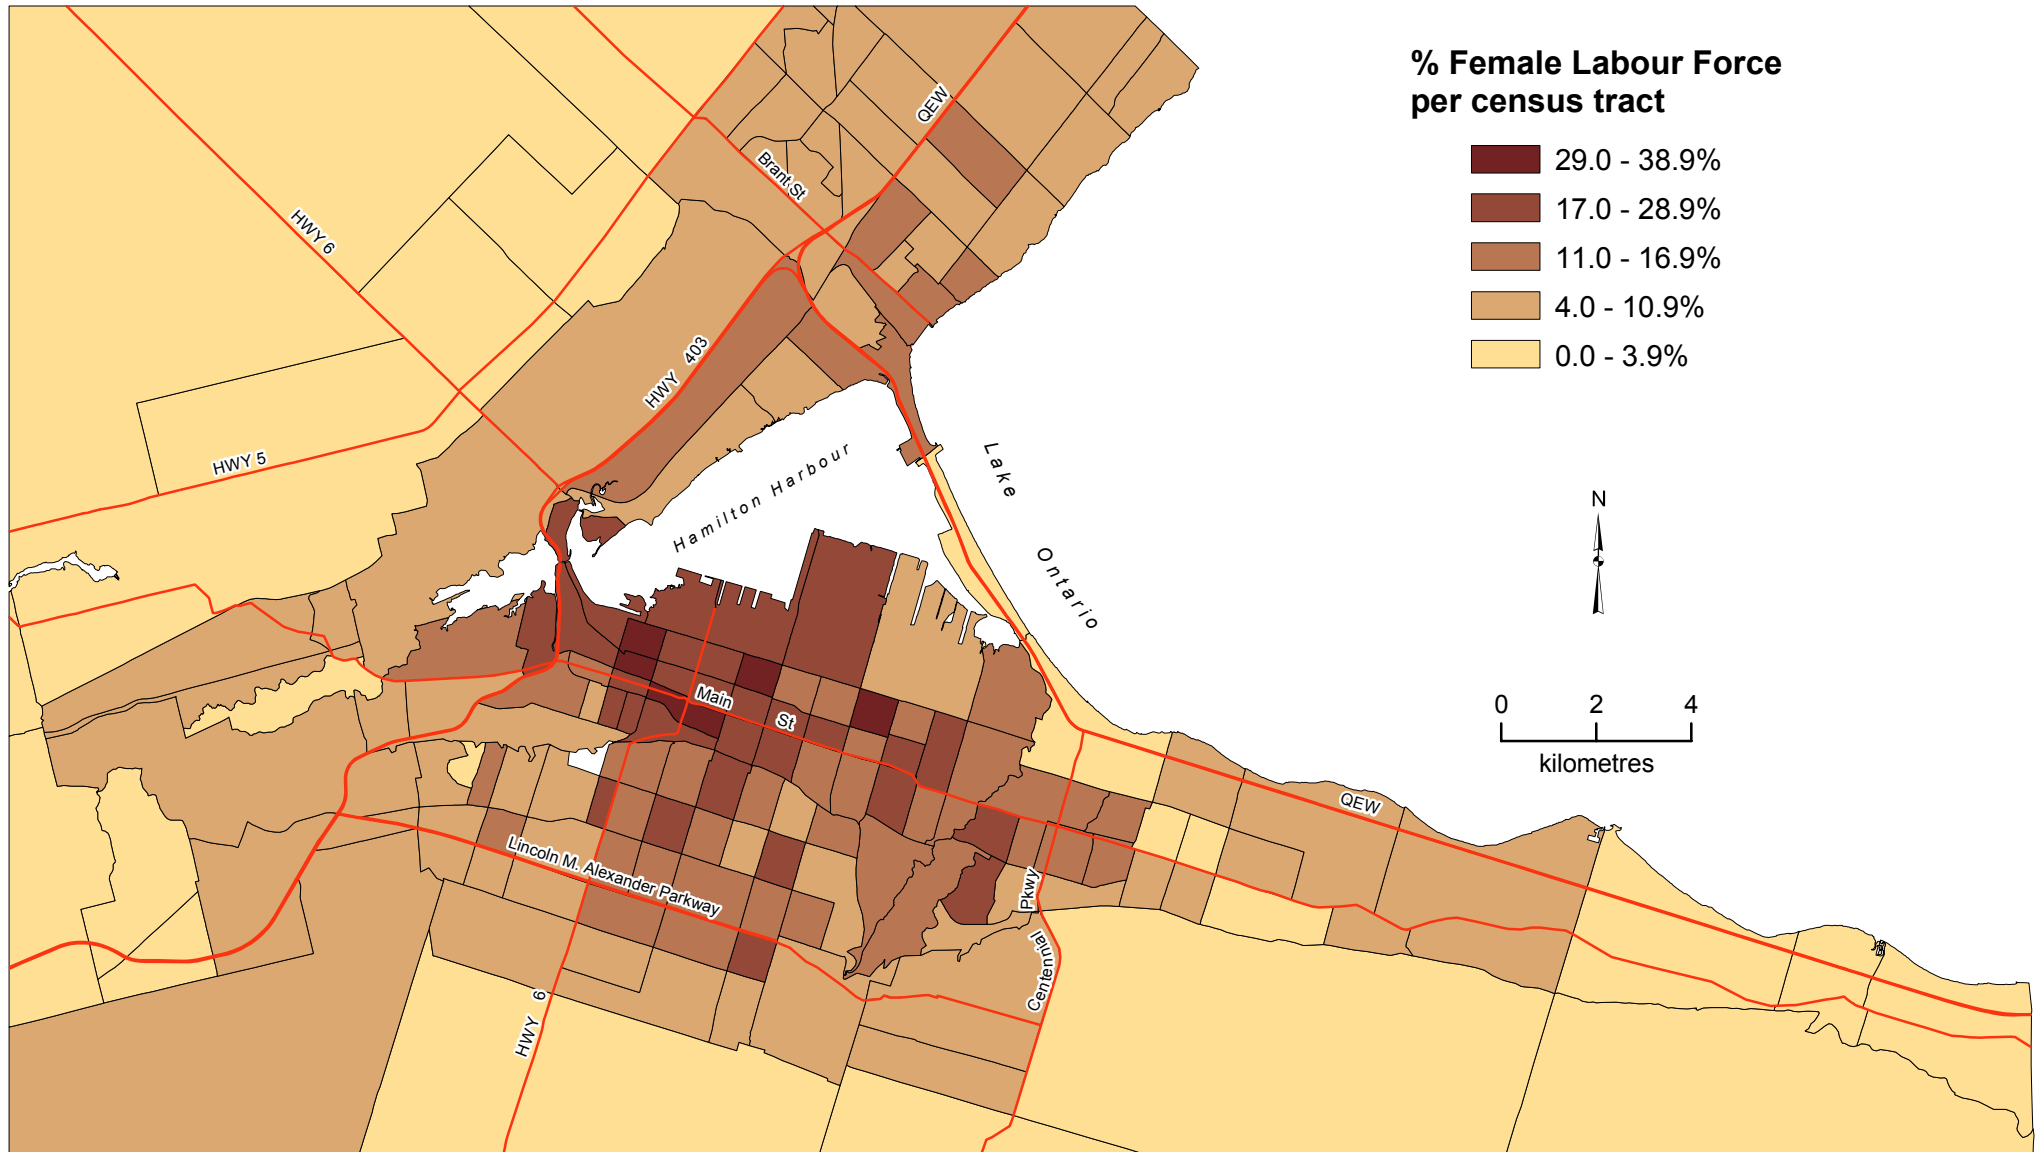 % Female Labour Force
per census tract
29.0 - 38.9%
17.0 - 28.9%
11.0 - 16.9%
4.0 - 10.9%
0.0 - 3.9%
QEW
Brant St
HWY 6
HWY 403
HWY 5
Hamilton Harbour
Lake
Ontario
N
0 2 4
kilometres
Main St
QEW
Lincoln M. Alexander Parkway
Centennial Pkwy
HWY 6